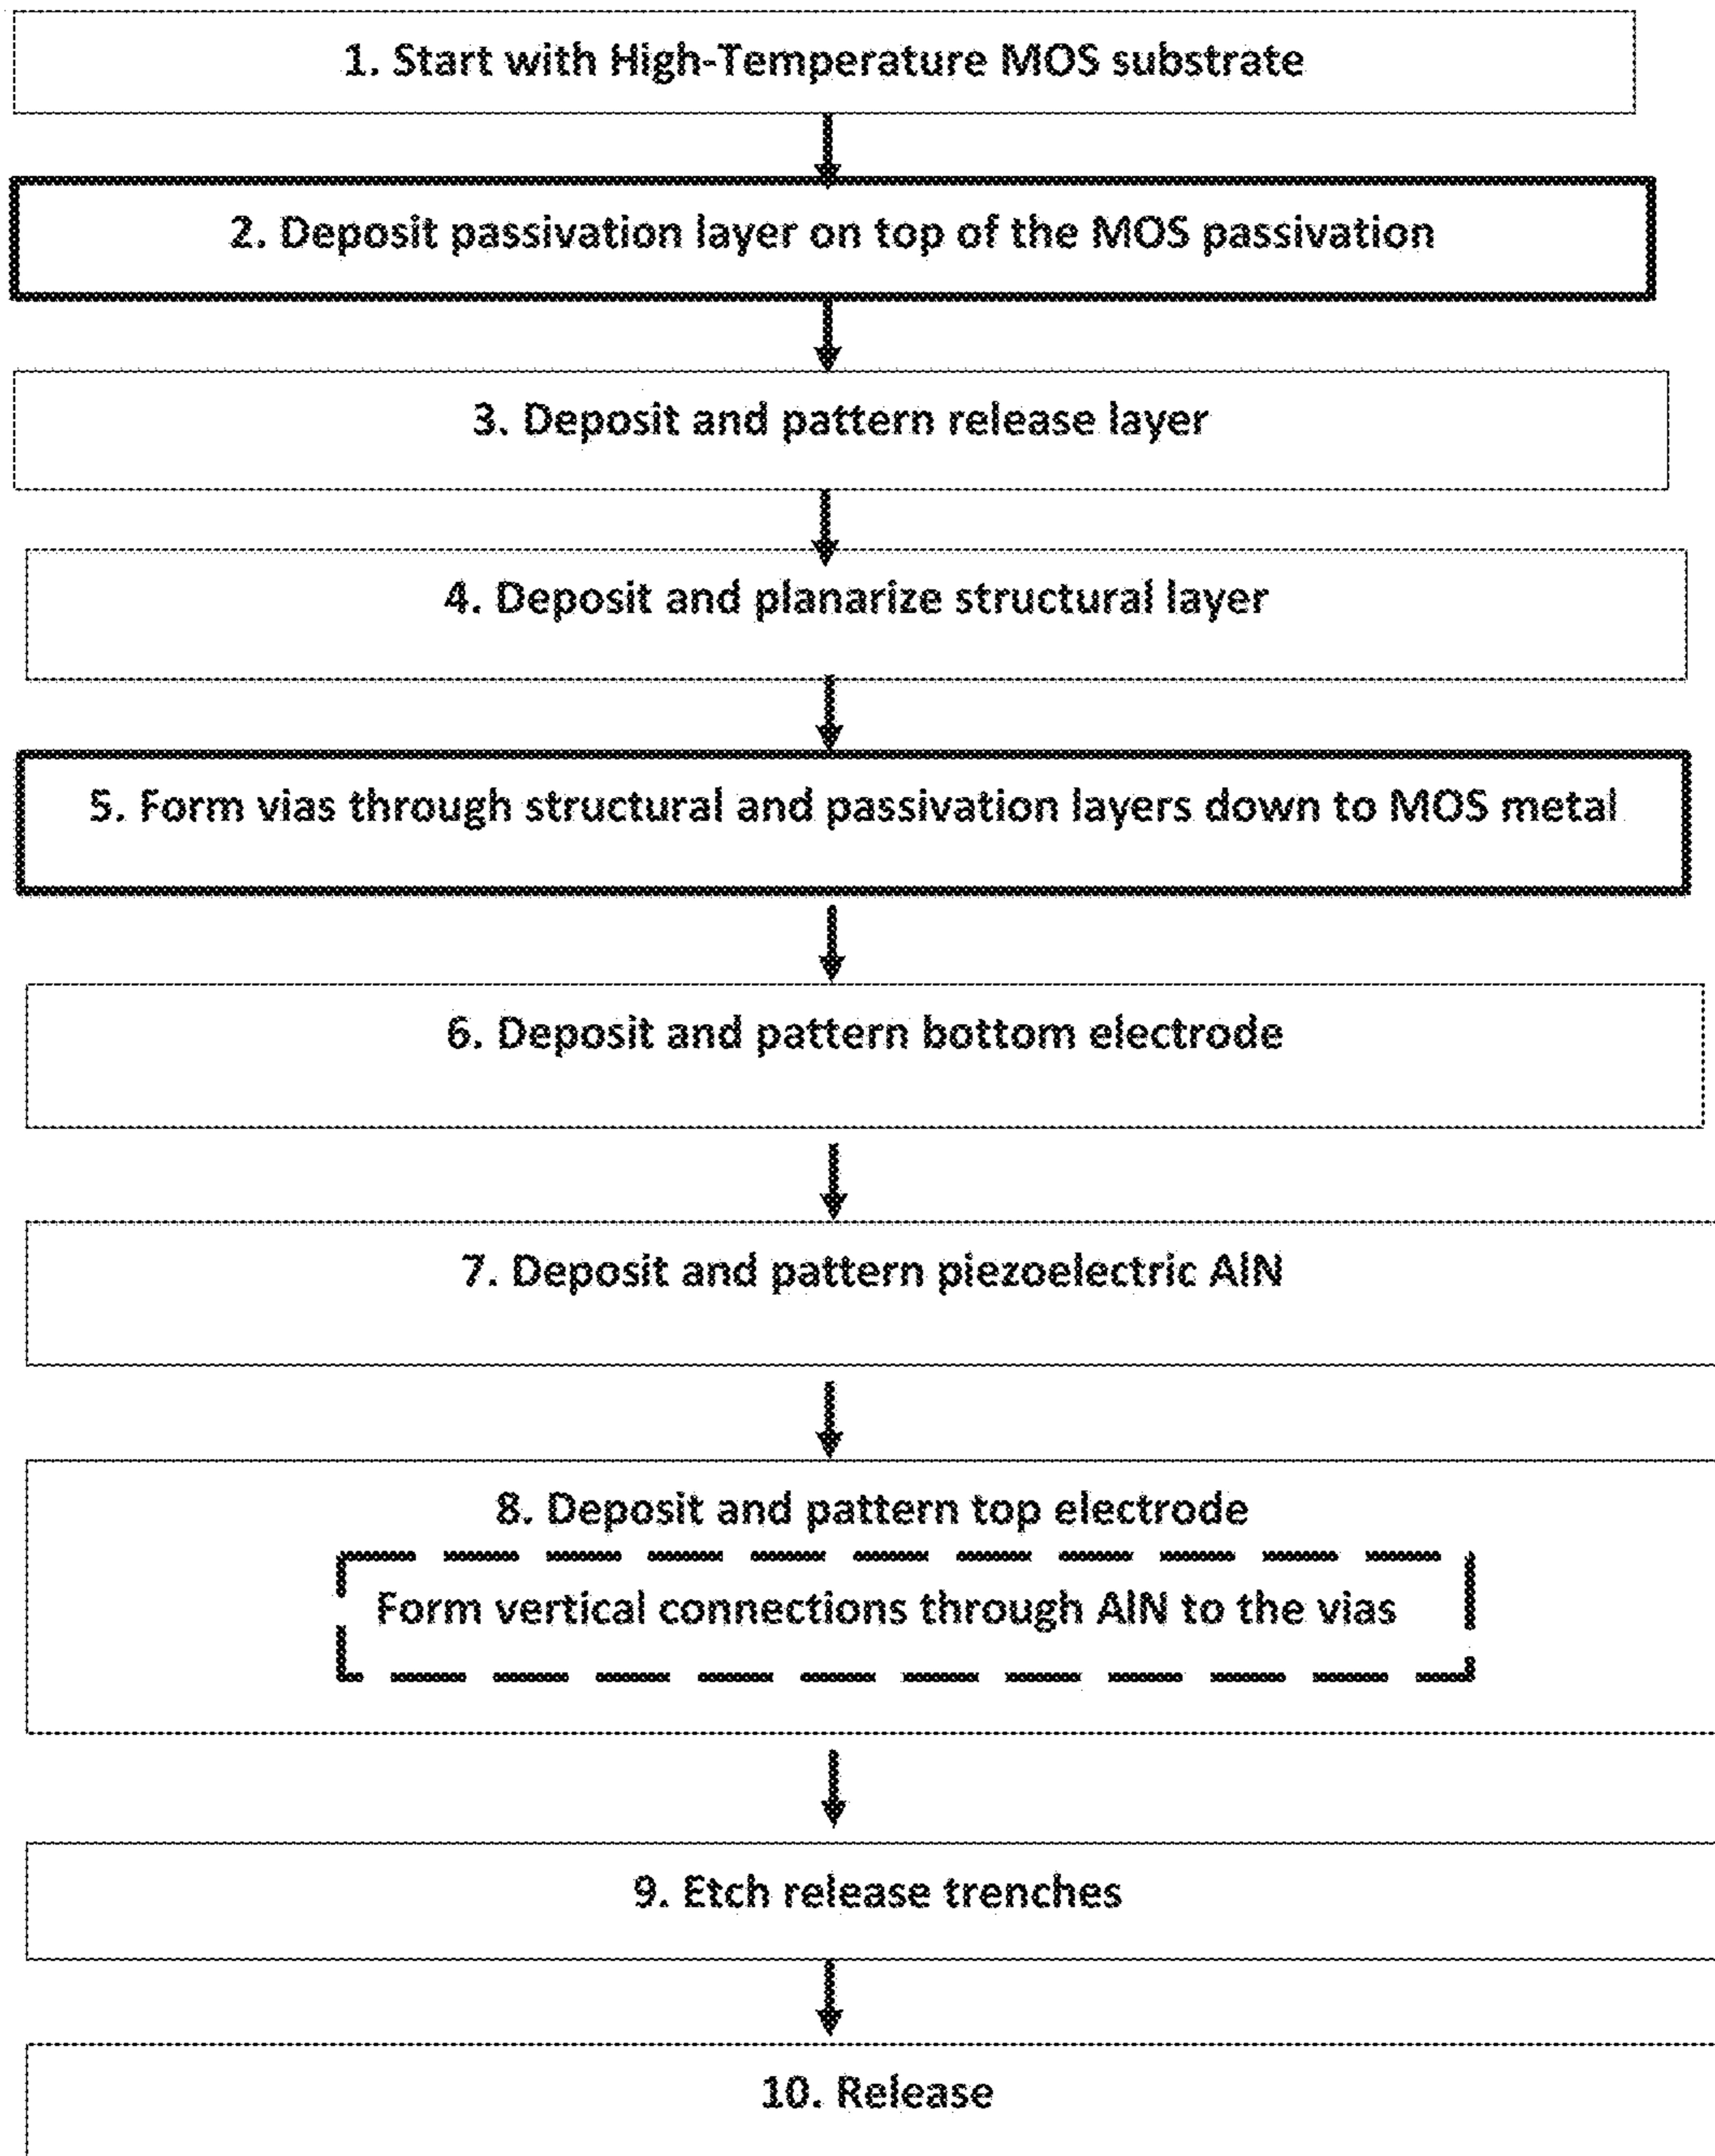 1. Start with High-Temperature MOS substrate
2. Deposit passivation layer on top of the MOS passivation
3. Deposit and pattern release layer
4. Deposit and planarize structural layer
5. Form vias through structural and passivation layers down to MOS metal
6. Deposit and pattern bottom electrode
7. Deposit and pattern piezoelectric AlN
8. Deposit and pattern top electrode
Form vertical connections through AlN to the vias
9. Etch release trenches
10. Release